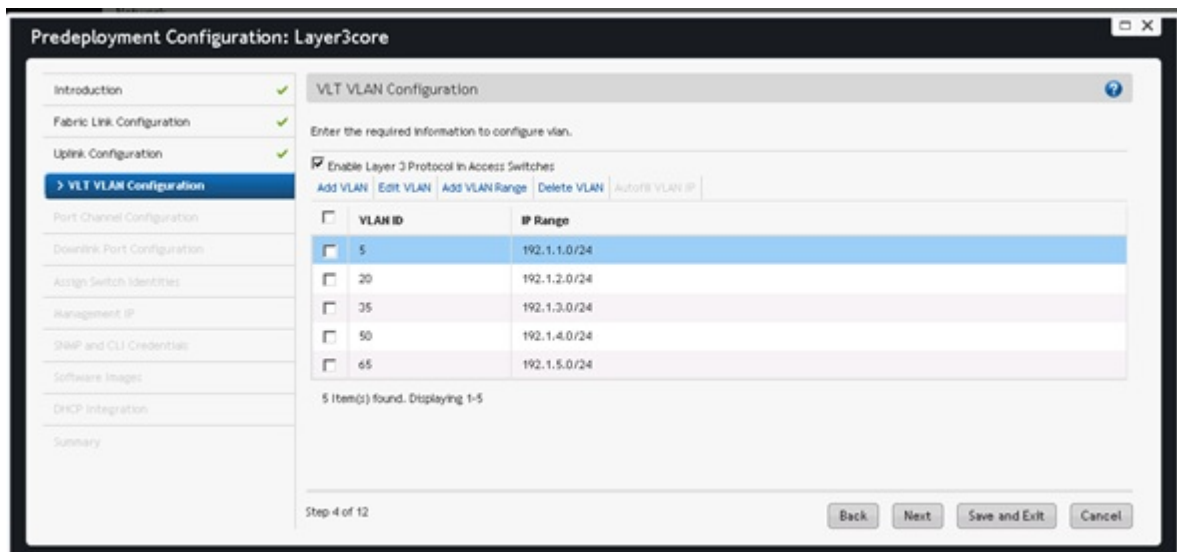 Predeployment Configuration: Layer3core
Introduction
Fabric Link Configuration
Uplink Configuration
> VLT VLAN Configuration
Port Channel Configuration
Downlink Port Configuration
Assign Switch Identities
Management IP
SNMP and CLI Credentials
Software Images
DHCP Integration
Summary
VLT VLAN Configuration
?
Enter the required information to configure vlan.
Enable Layer 3 Protocol in Access Switches
Add VLAN Edit VLAN Add VLAN Range Delete VLAN Autofill VLAN IP
VLAN ID IP Range
5 192.1.1.0/24
20 192.1.2.0/24
35 192.1.3.0/24
50 192.1.4.0/24
65 192.1.5.0/24
5 Item(s) found. Displaying 1-5
Step 4 of 12
Back Next Save and Exit Cancel